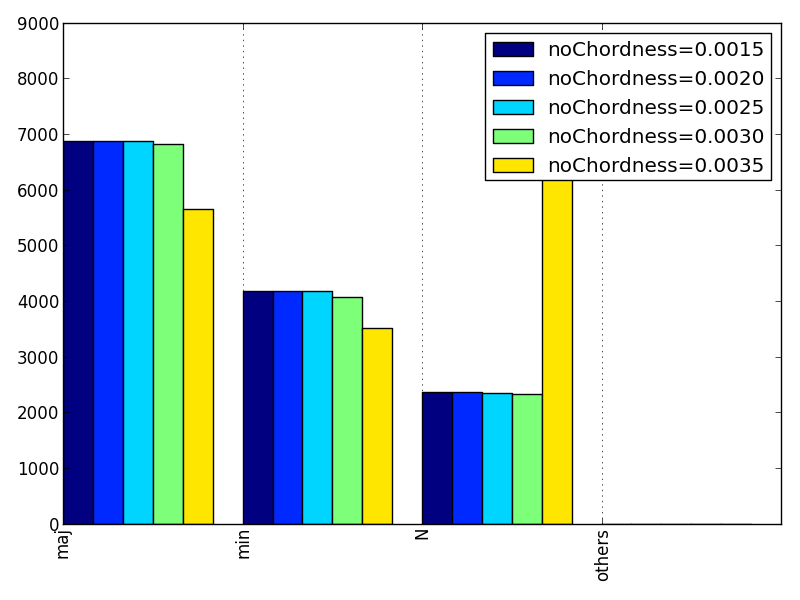 9000
8000
7000
6000
5000
4000
3000
2000
1000
0
noChordness=0.0015
noChordness=0.0020
noChordness=0.0025
noChordness=0.0030
noChordness=0.0035
maj
min
N
others